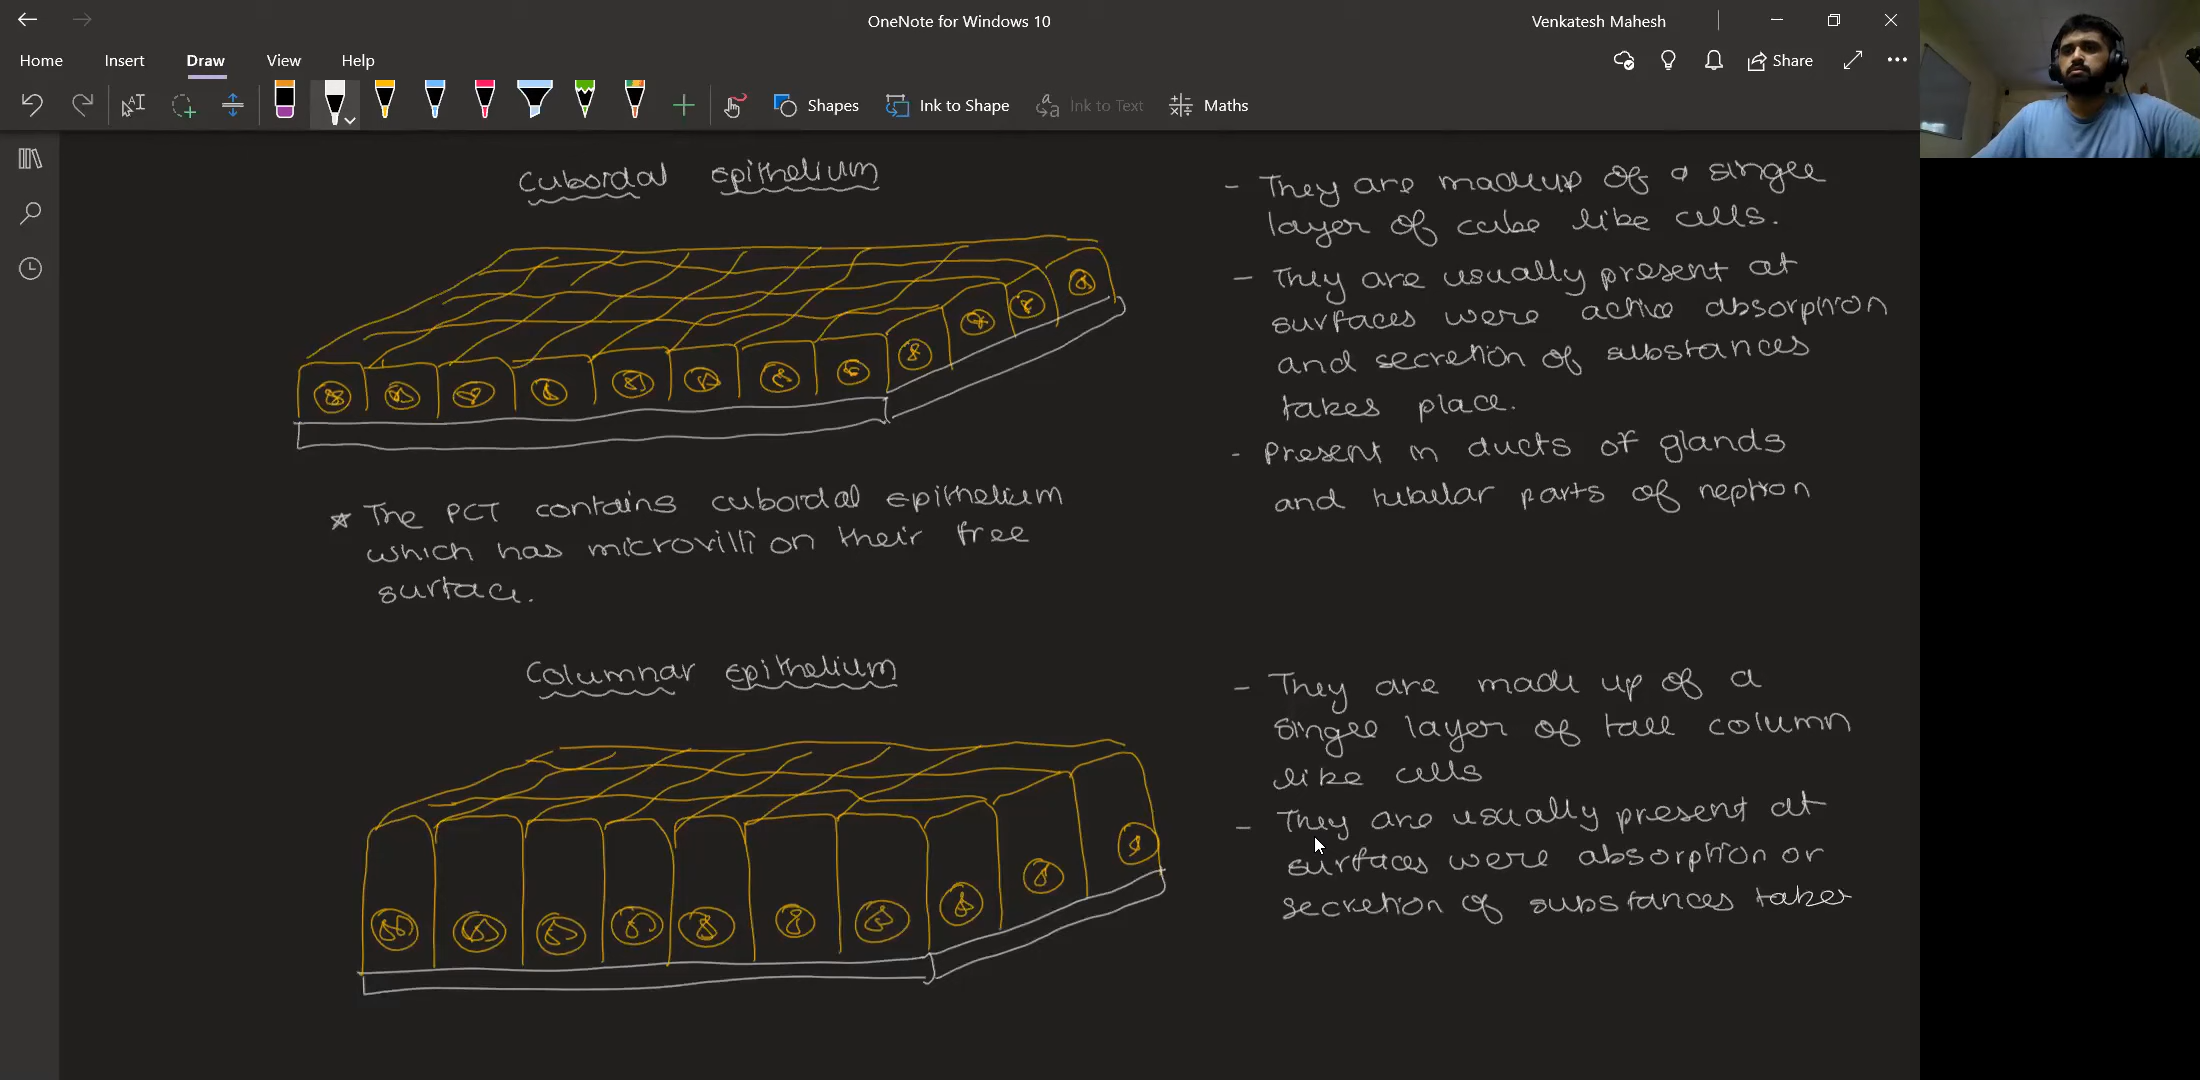 OneNote for Windows 10
Venkatesh Mahesh
Home Insert Draw View Help
Share
Shapes Ink to Shape Ink to Text Maths
Cuboidal Epithelium
- They are madeup of a single
layer of cube like cells.
- They are usually present at
surfaces were active absorption
and secretion of substances
takes place.
- Present in ducts of glands
and tubular parts of nephron
* The PCT contains cuboidal epithelium
which has microvilli on their free
surface.
Columnar Epithelium
- They are made up of a
single layer of tall column
like cells
- They are usually present at
surfaces were absorption or
secretion of substances takes